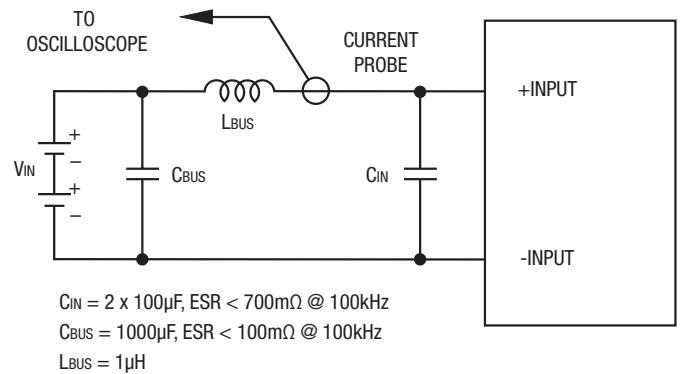 TO
OSCILLOSCOPE
CURRENT
PROBE
+INPUT
LBUS
+
−
+
−
VIN
CBUS
CIN
-INPUT
CIN = 2 x 100µF, ESR < 700mΩ @ 100kHz
CBUS = 1000µF, ESR < 100mΩ @ 100kHz
LBUS = 1µH